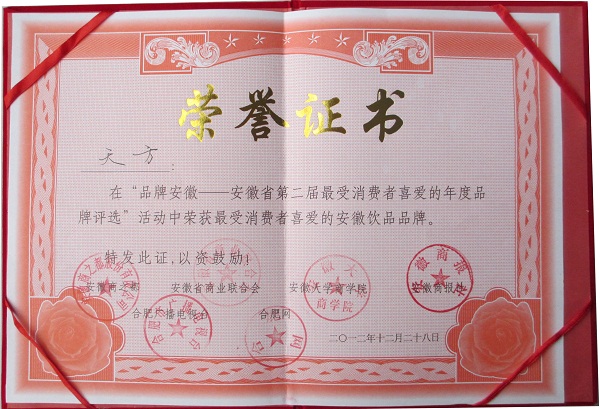 荣誉证书
天方：
在“品牌安徽——安徽省第二届最受消费者喜爱的年度品
牌评选”活动中荣获最受消费者喜爱的安徽饮品品牌。
特发此证，以资鼓励！
安徽商之都 安徽省商业联合会 安徽大学商学院 安徽商报社
合肥广播电视台 合肥网
二〇一二年十二月二十八日